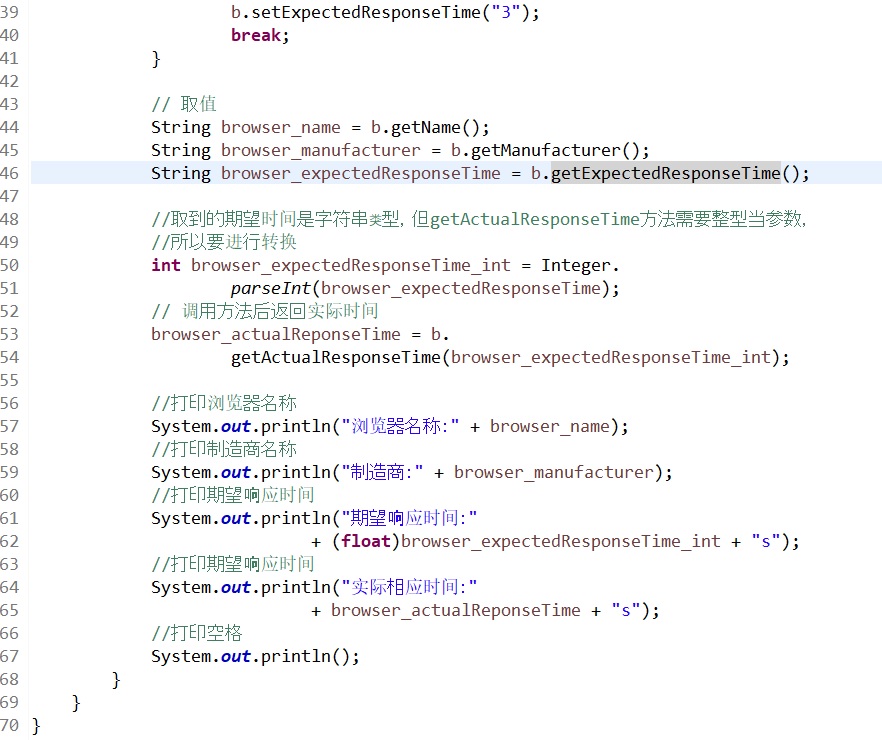 39 b.setExpectedResponseTime("3");
40 break;
41 }
42
43 // 取值
44 String browser_name = b.getName();
45 String browser_manufacturer = b.getManufacturer();
46 String browser_expectedResponseTime = b.getExpectedResponseTime();
47
48 //取到的期望时间是字符串类型,但getActualResponseTime方法需要整型当参数,
49 //所以要进行转换
50 int browser_expectedResponseTime_int = Integer.
51 parseInt(browser_expectedResponseTime);
52 // 调用方法后返回实际时间
53 browser_actualReponseTime = b.
54 getActualResponseTime(browser_expectedResponseTime_int);
55
56 //打印浏览器名称
57 System.out.println("浏览器名称:" + browser_name);
58 //打印制造商名称
59 System.out.println("制造商:" + browser_manufacturer);
60 //打印期望响应时间
61 System.out.println("期望响应时间:"
62 + (float)browser_expectedResponseTime_int + "s");
63 //打印期望响应时间
64 System.out.println("实际相应时间:"
65 + browser_actualReponseTime + "s");
66 //打印空格
67 System.out.println();
68 }
69 }
70 }